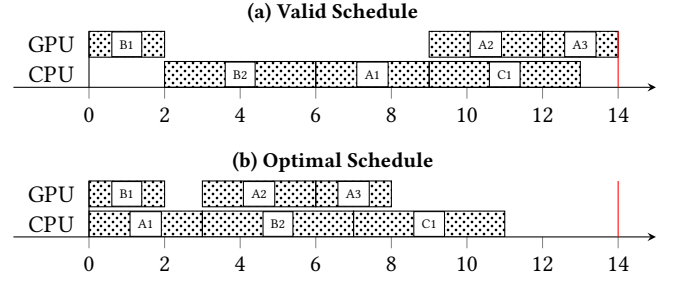 (a) Valid Schedule
GPU B1 A2 A3
CPU B2 A1 C1
0 2 4 6 8 10 12 14
(b) Optimal Schedule
GPU B1 A2 A3
CPU A1 B2 C1
0 2 4 6 8 10 12 14